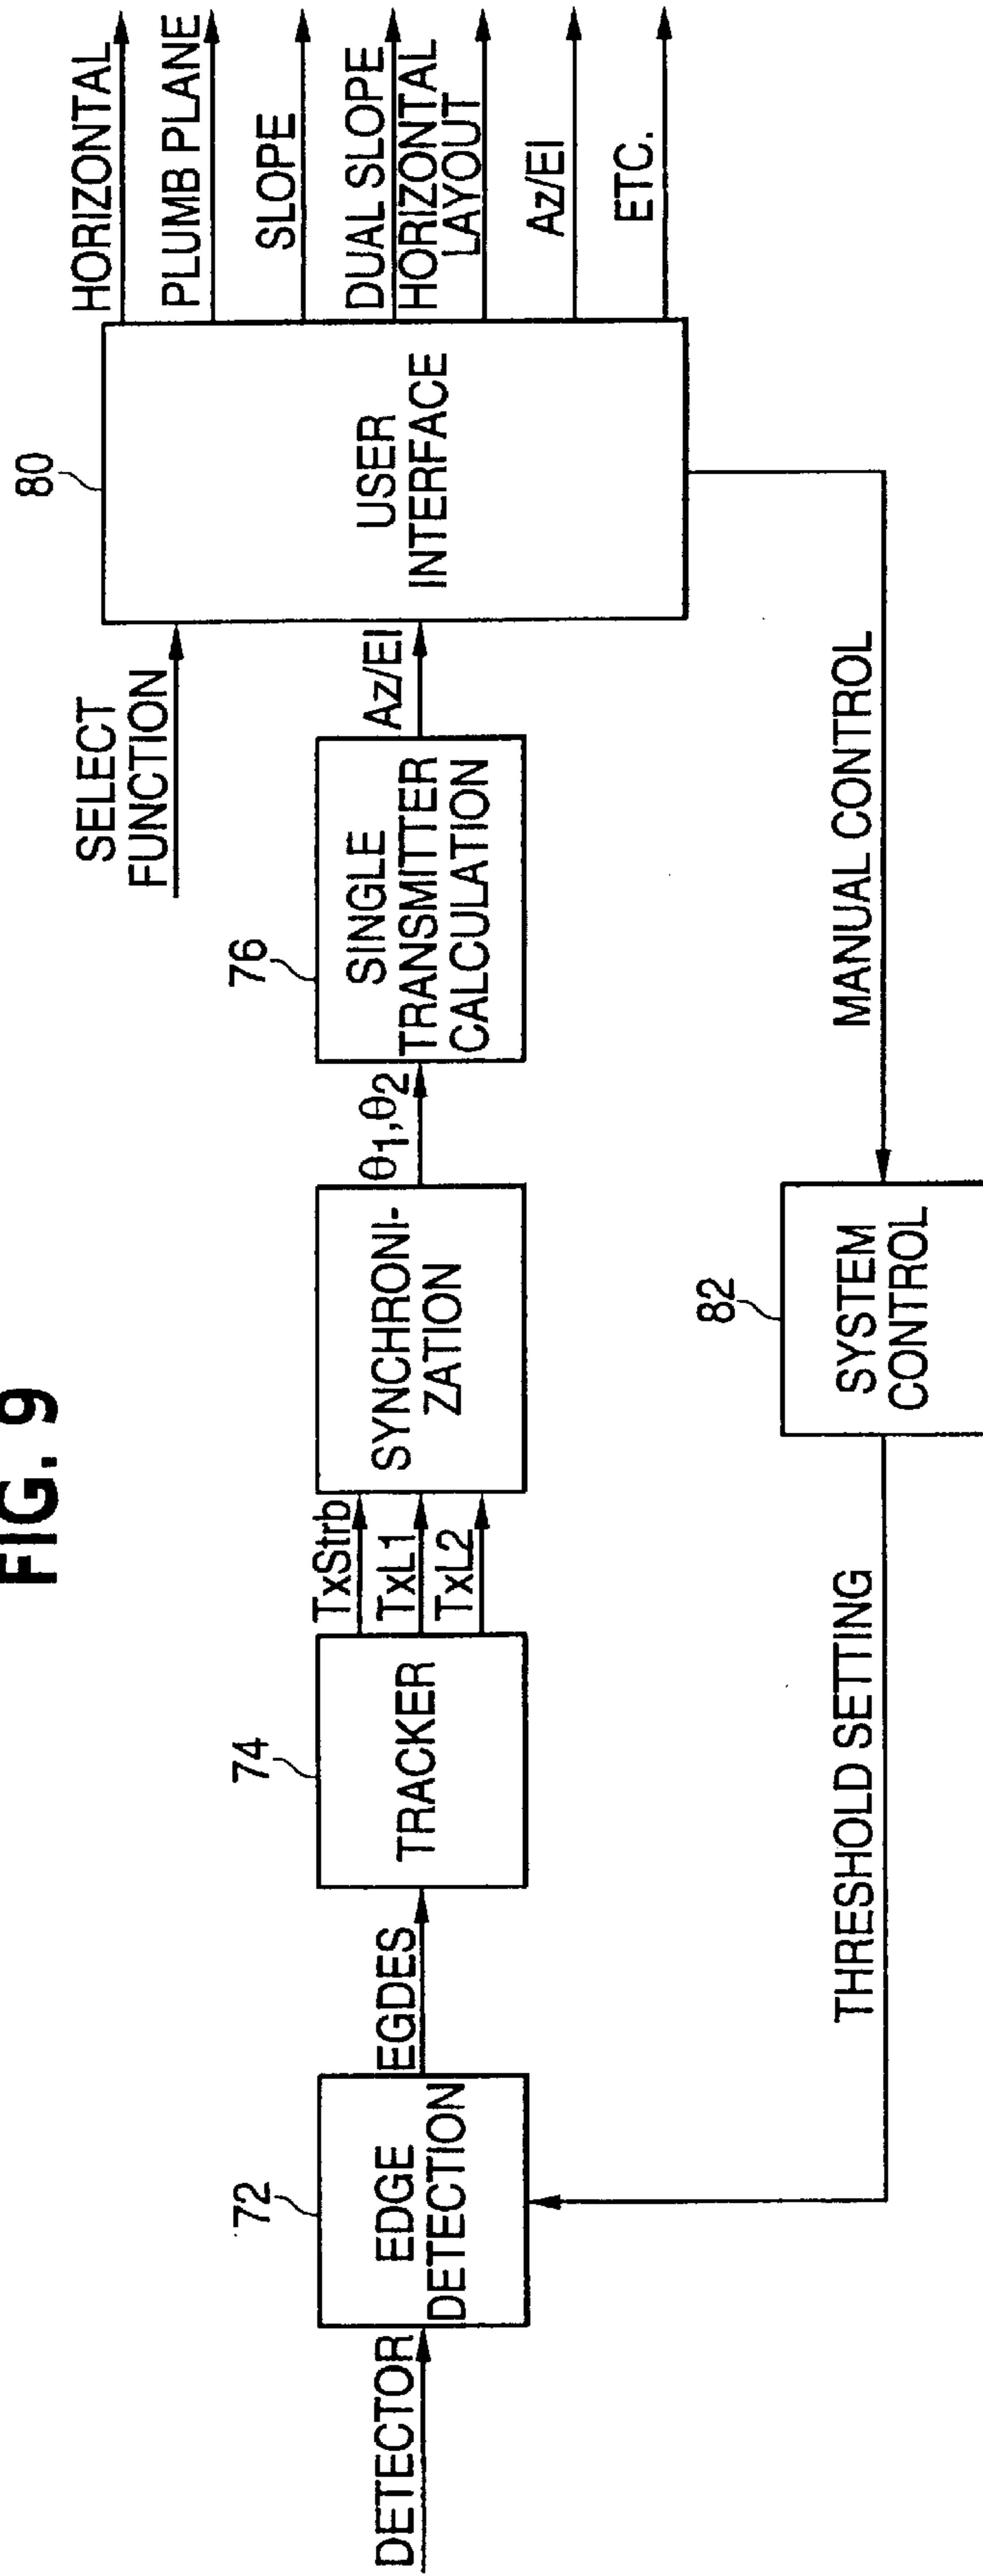 FIG. 9
DETECTOR
72
EDGE
DETECTION
EGDES
74
TRACKER
TxStrb
TxL1
TxL2
SYNCHRONI-
ZATION
θ1,θ2
76
SINGLE
TRANSMITTER
CALCULATION
Az/El
SELECT
FUNCTION
80
USER
INTERFACE
HORIZONTAL
PLUMB PLANE
SLOPE
DUAL SLOPE
HORIZONTAL
LAYOUT
Az/El
ETC.
THRESHOLD SETTING
82
SYSTEM
CONTROL
MANUAL CONTROL